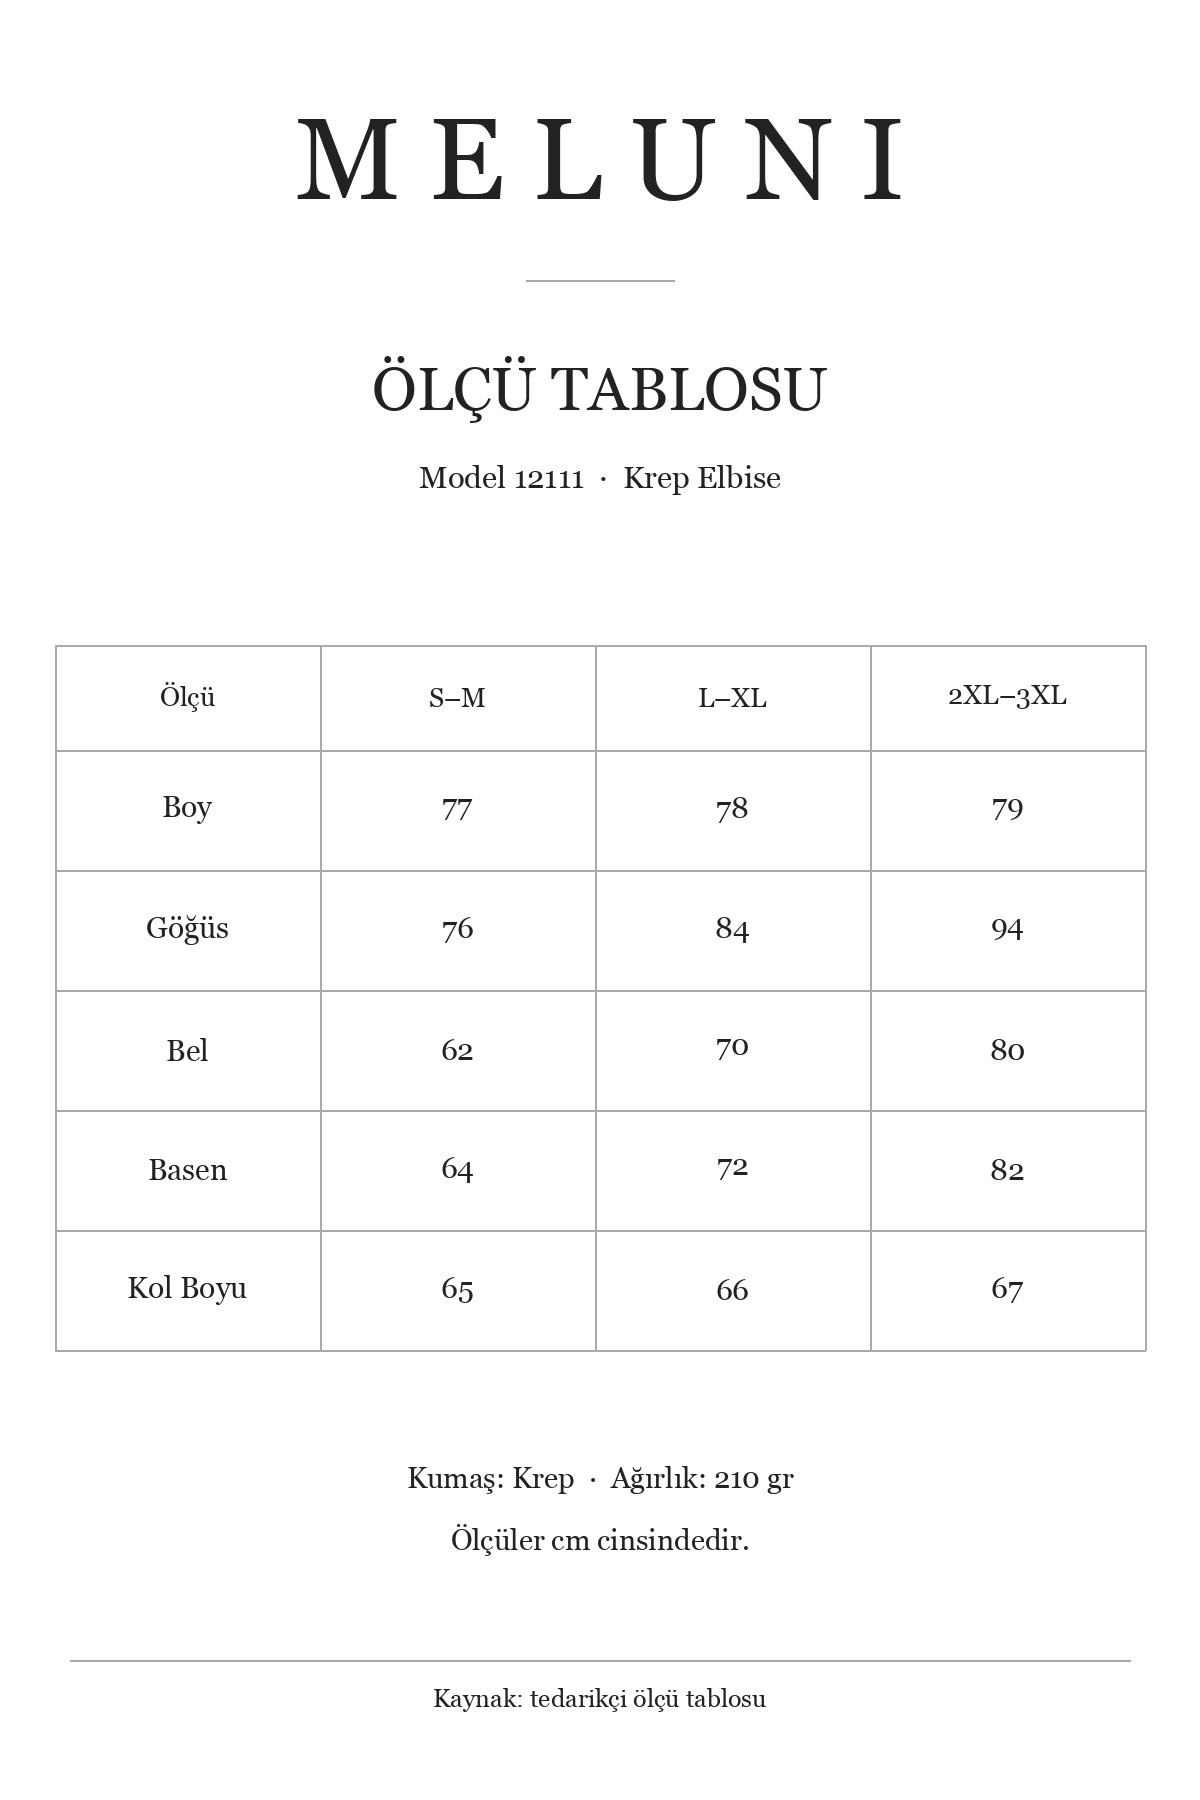 MELUNI
ÖLÇÜ TABLOSU
Model 12111 · Krep Elbise
Ölçü S–M L–XL 2XL–3XL
Boy 77 78 79
Göğüs 76 84 94
Bel 62 70 80
Basen 64 72 82
Kol Boyu 65 66 67
Kumaş: Krep · Ağırlık: 210 gr
Ölçüler cm cinsindedir.
Kaynak: tedarikçi ölçü tablosu